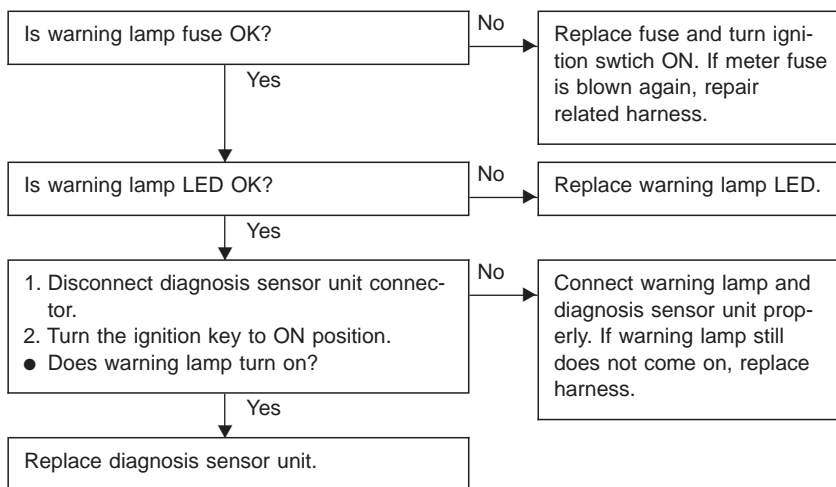 Is warning lamp fuse OK?
No
Replace fuse and turn igni-
tion swtich ON. If meter fuse
is blown again, repair
related harness.
Yes
Is warning lamp LED OK?
No
Replace warning lamp LED.
Yes
1. Disconnect diagnosis sensor unit connec-
tor.
2. Turn the ignition key to ON position.
● Does warning lamp turn on?
No
Connect warning lamp and
diagnosis sensor unit prop-
erly. If warning lamp still
does not come on, replace
harness.
Yes
Replace diagnosis sensor unit.